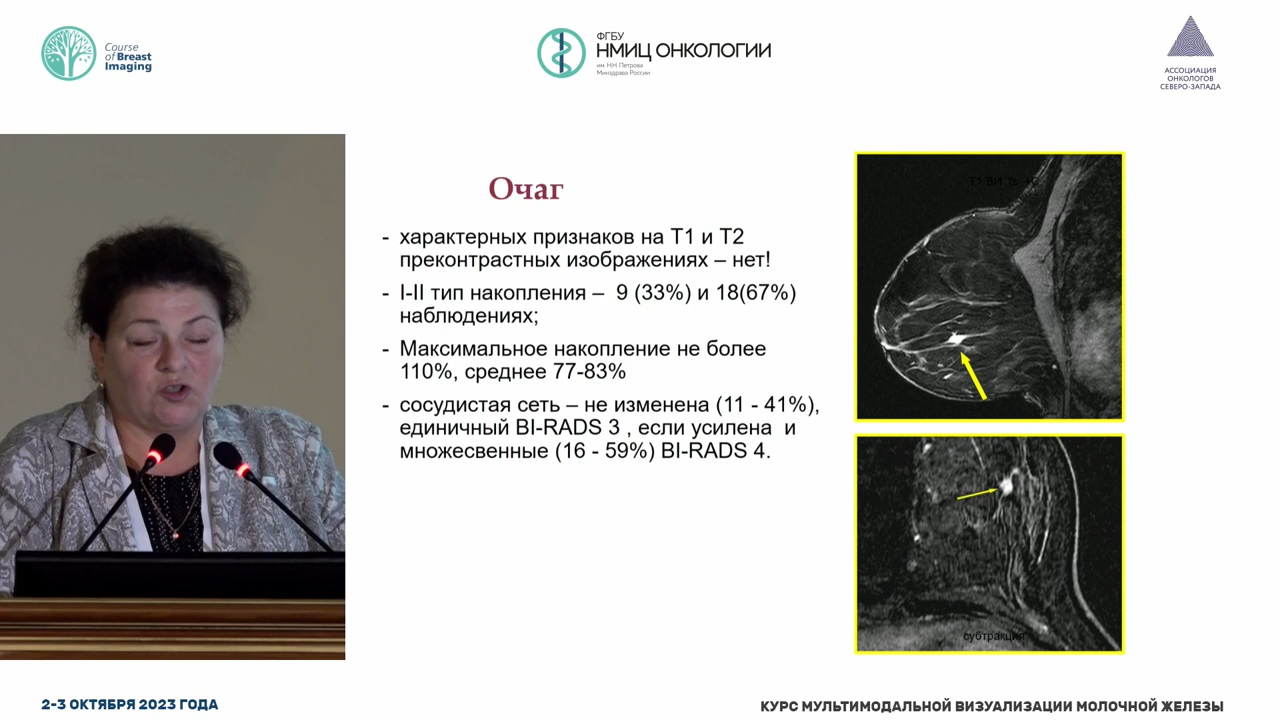 Course
of Breast
Imaging
ФГБУ
НМИЦ ОНКОЛОГИИ
им. Н.Н. Петрова
Минздрава России
АССОЦИАЦИЯ
ОНКОЛОГОВ
СЕВЕРО-ЗАПАДА
Очаг
- характерных признаков на Т1 и Т2
преконтрастных изображениях – нет!
- I-II тип накопления – 9 (33%) и 18(67%)
наблюдениях;
- Максимальное накопление не более
110%, среднее 77-83%
- сосудистая сеть – не изменена (11 - 41%),
единичный BI-RADS 3 , если усилена и
множесвенные (16 - 59%) BI-RADS 4.
Т1 ВИ fs
субтракция
2-3 ОКТЯБРЯ 2023 ГОДА
КУРС МУЛЬТИМОДАЛЬНОЙ ВИЗУАЛИЗАЦИИ МОЛОЧНОЙ ЖЕЛЕЗЫ